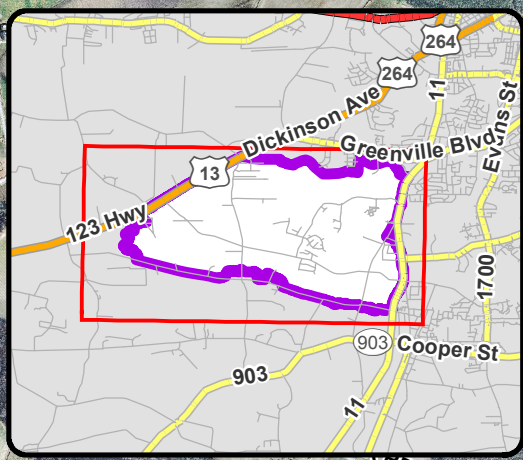 264
264
11
Evans St
Dickinson Ave
Greenville Blvd
13
123 Hwy
1700
903
Cooper St
903
11